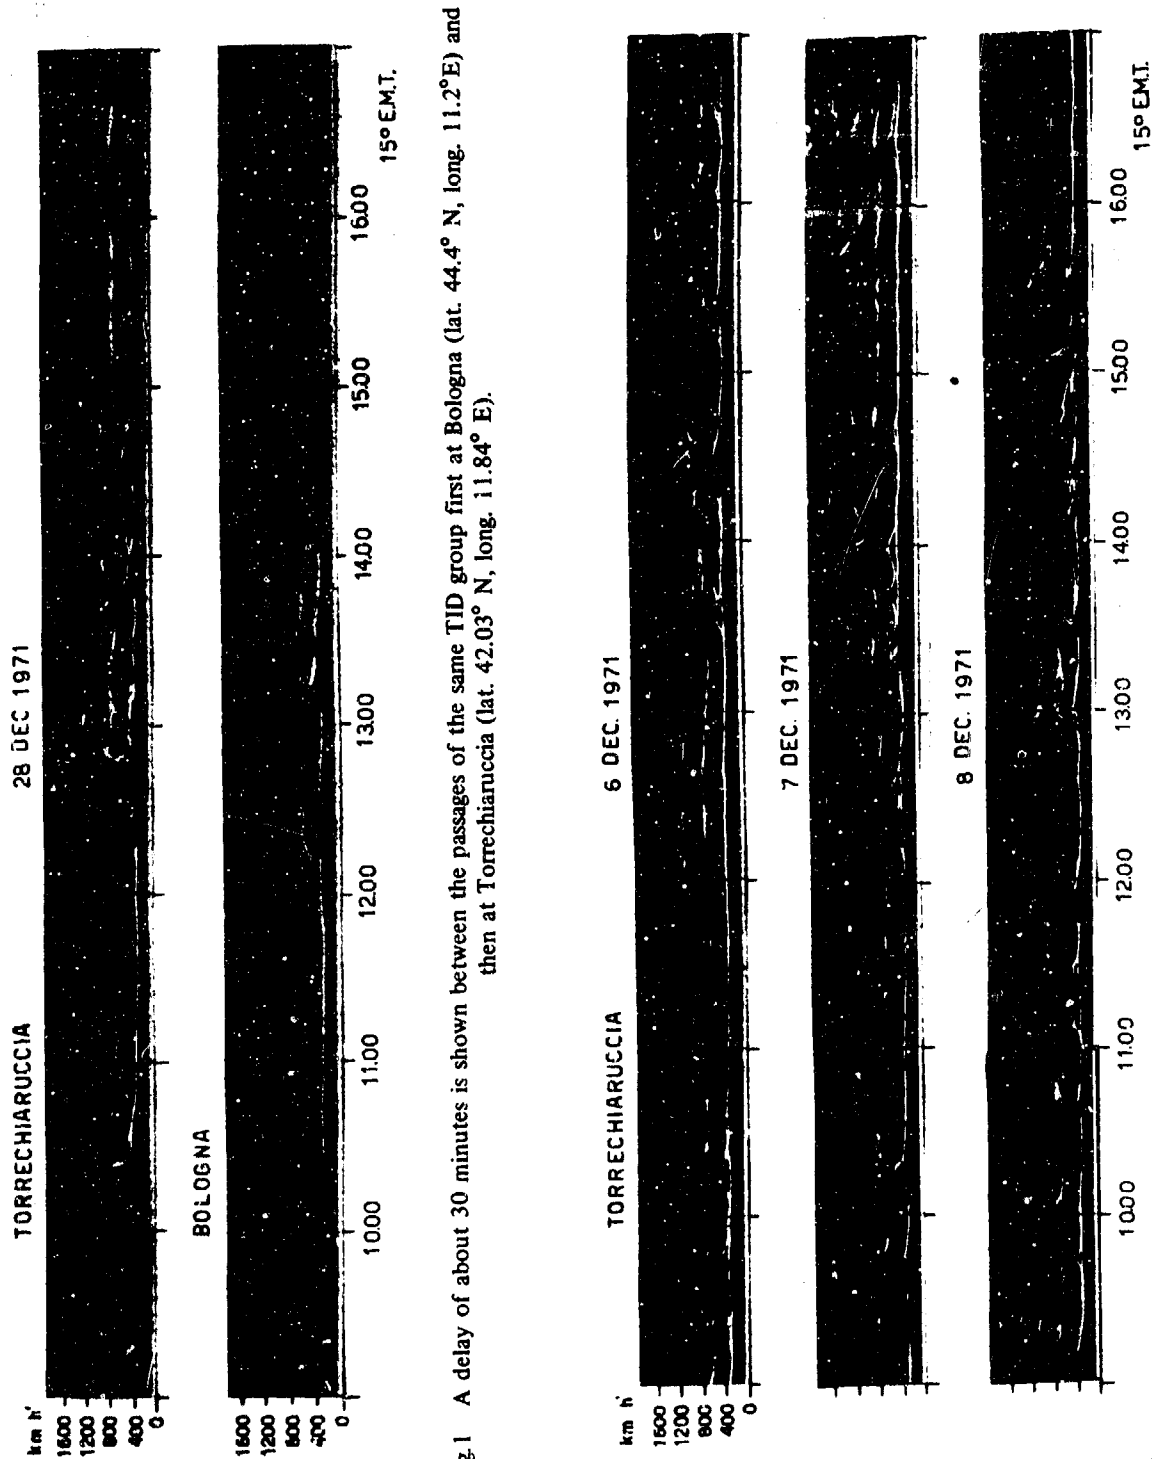 TORRECHIARUCCIA 28 DEC 1971
km h'
1600
1200
800
400
0
BOLOGNA
1600
1200
800
400
0
10.00 11.00 12.00 13.00 14.00 15.00 16.00
15° E.M.T.
g.1 A delay of about 30 minutes is shown between the passages of the same TID group first at Bologna (lat. 44.4° N, long. 11.2° E) and
then at Torrechiaruccia (lat. 42.03° N, long. 11.84° E).
TORRECHIARUCCIA 6 DEC. 1971
km h'
1600
1200
800
400
0
7 DEC. 1971
8 DEC. 1971
10.00 11.00 12.00 13.00 14.00 15.00 16.00
15° E.M.T.